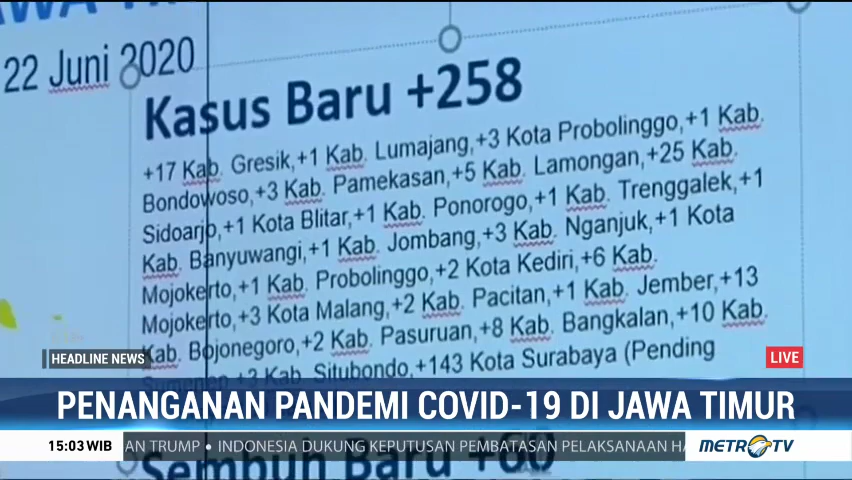 22 Juni 2020
Kasus Baru +258
+17 Kab. Gresik,+1 Kab. Lumajang,+3 Kota Probolinggo,+1 Kab.
Bondowoso,+3 Kab. Pamekasan,+5 Kab. Lamongan,+25 Kab.
Sidoarjo,+1 Kota Blitar,+1 Kab. Ponorogo,+1 Kab. Trenggalek,+1
Kab. Banyuwangi,+1 Kab. Jombang,+3 Kab. Nganjuk,+1 Kota
Mojokerto,+1 Kab. Probolinggo,+2 Kota Kediri,+6 Kab.
Mojokerto,+3 Kota Malang,+2 Kab. Pacitan,+1 Kab. Jember,+13
Kab. Bojonegoro,+2 Kab. Pasuruan,+8 Kab. Bangkalan,+10 Kab.
Sumenep,+3 Kab. Situbondo,+143 Kota Surabaya (Pending
HEADLINE NEWS
LIVE
PENANGANAN PANDEMI COVID-19 DI JAWA TIMUR
15:03 WIB
AN TRUMP • INDONESIA DUKUNG KEPUTUSAN PEMBATASAN PELAKSANAAN HA
METRO TV
Sembuh Baru +60